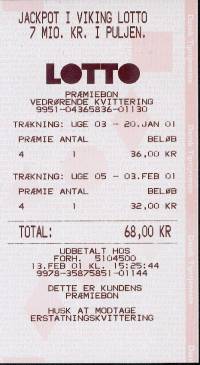 JACKPOT I VIKING LOTTO
7 MIO. KR. I PULJEN.
LOTTO
PRÆMIEBON
VEDRØRENDE KVITTERING
9951-04365836-01130
TRÆKNING: UGE 03 - 20.JAN 01
PRÆMIE ANTAL BELØB
4 1 36,00 KR
TRÆKNING: UGE 05 - 03.FEB 01
PRÆMIE ANTAL BELØB
4 1 32,00 KR
TOTAL: 68,00 KR
UDBETALT HOS
FORH. 5104500
13.FEB 01 KL. 15:25:44
9978-35875851-01144
DETTE ER KUNDENS
PRÆMIEBON
HUSK AT MODTAGE
ERSTATNINGSKVITTERING
Dansk Tipstjeneste